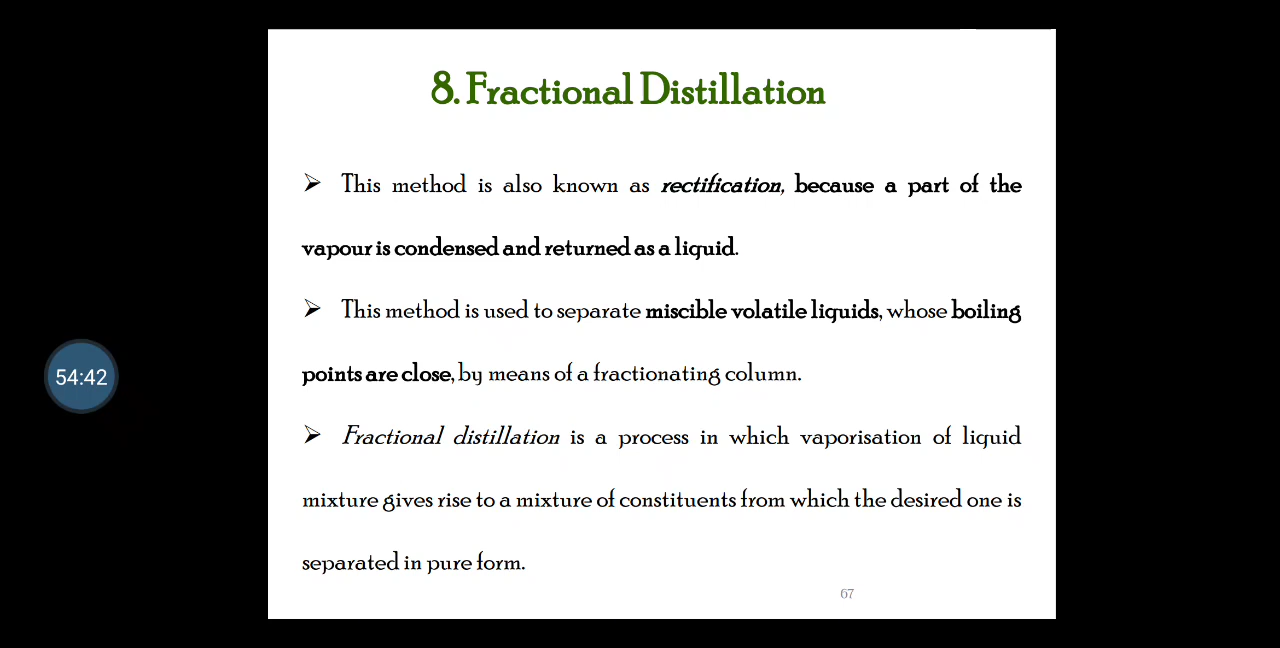 8. Fractional Distillation
➢ This method is also known as rectification, because a part of the
vapour is condensed and returned as a liquid.
➢ This method is used to separate miscible volatile liquids, whose boiling
points are close, by means of a fractionating column.
54:42
➢ Fractional distillation is a process in which vaporisation of liquid
mixture gives rise to a mixture of constituents from which the desired one is
separated in pure form.
67